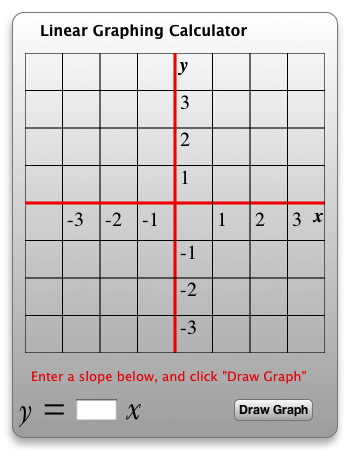 Linear Graphing Calculator
y
3
2
1
-3 -2 -1 1 2 3 x
-1
-2
-3
Enter a slope below, and click "Draw Graph"
y = x Draw Graph